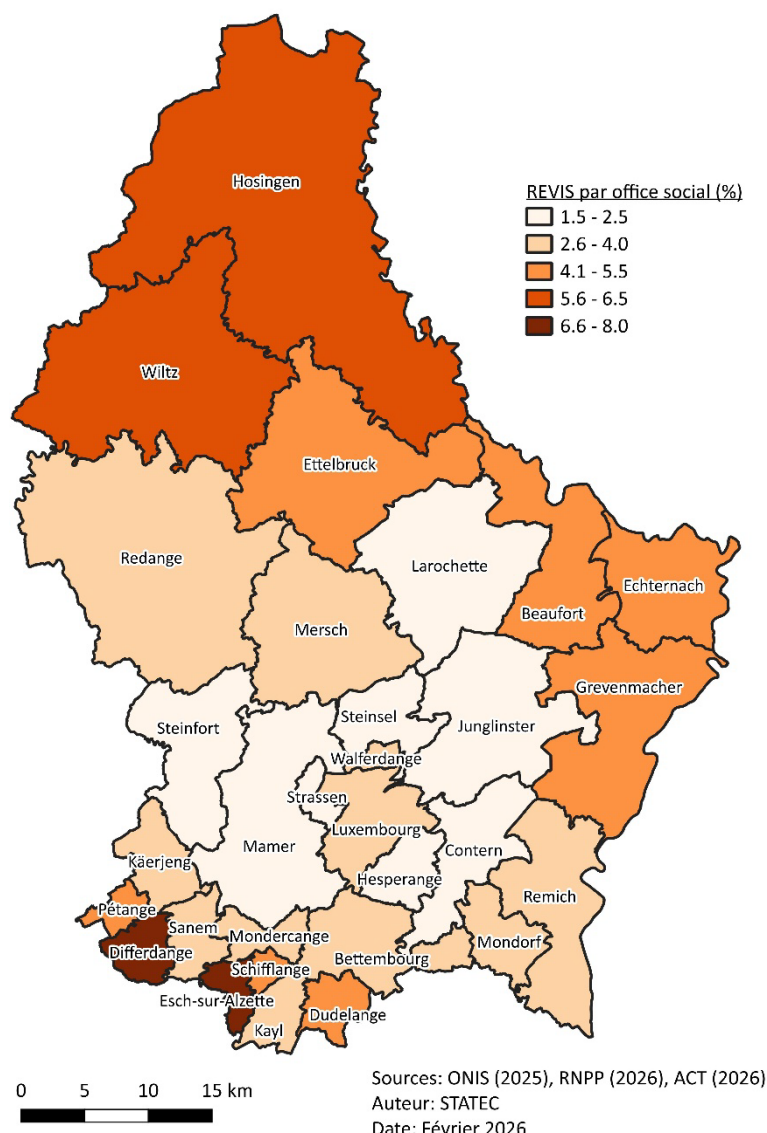 Hosingen
REVIS par office social (%)
1.5 - 2.5
2.6 - 4.0
4.1 - 5.5
5.6 - 6.5
6.6 - 8.0
Wiltz
Ettelbruck
Redange
Larochette
Echternach
Beaufort
Mersch
Grevenmacher
Steinfort
Steinsel
Junglinster
Walferdange
Strassen
Luxembourg
Mamer
Contern
Käerjeng
Hesperange
Remich
Pétange
Sanem
Mondercange
Mondorf
Differdange
Bettembourg
Schifflange
Esch-sur-Alzette
Dudelange
Kayl
0 5 10 15 km
Sources: ONIS (2025), RNPP (2026), ACT (2026)
Auteur: STATEC
Date: Février 2026